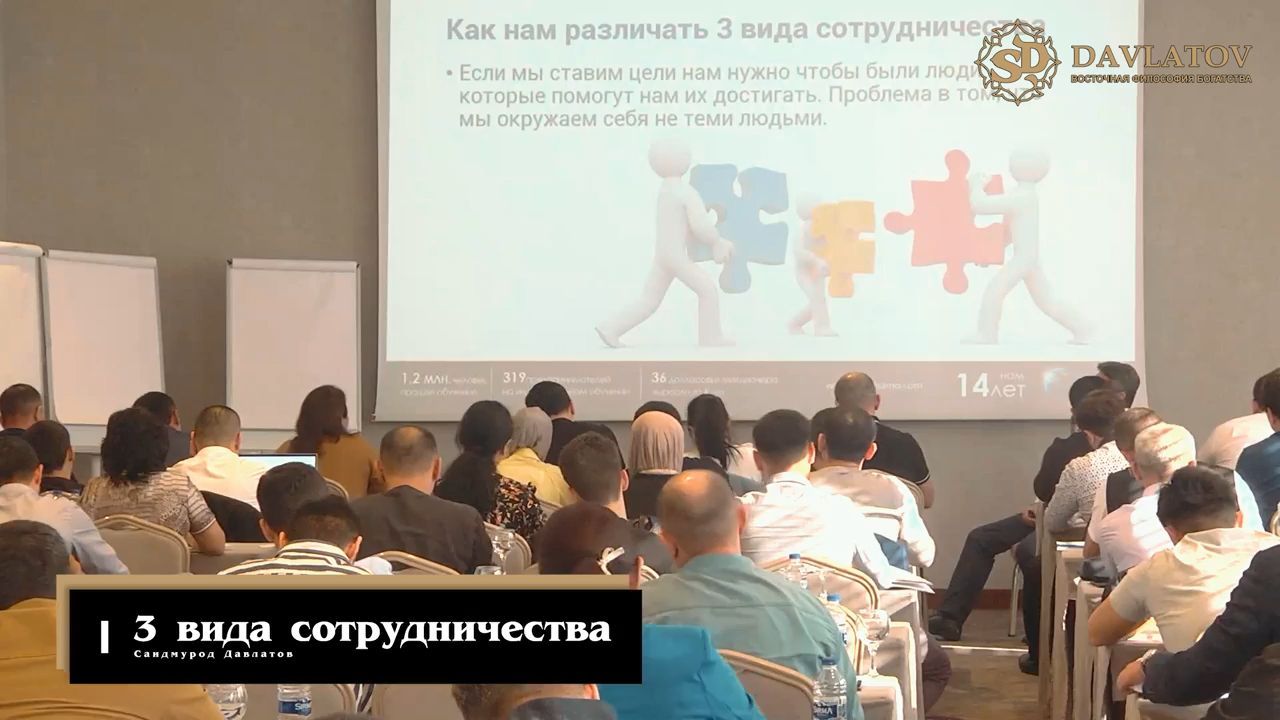 Как нам различать 3 вида сотрудничества
DAVLATOV
ВОСТОЧНАЯ ФИЛОСОФИЯ БОГАТСТВА
• Если мы ставим цели нам нужно чтобы были люди
которые помогут нам их достигать. Проблема в том,
мы окружаем себя не теми людьми.
1,2 МЛН. человек
319
36
14 лет
3 вида сотрудничества
Саидмурод Давлатов